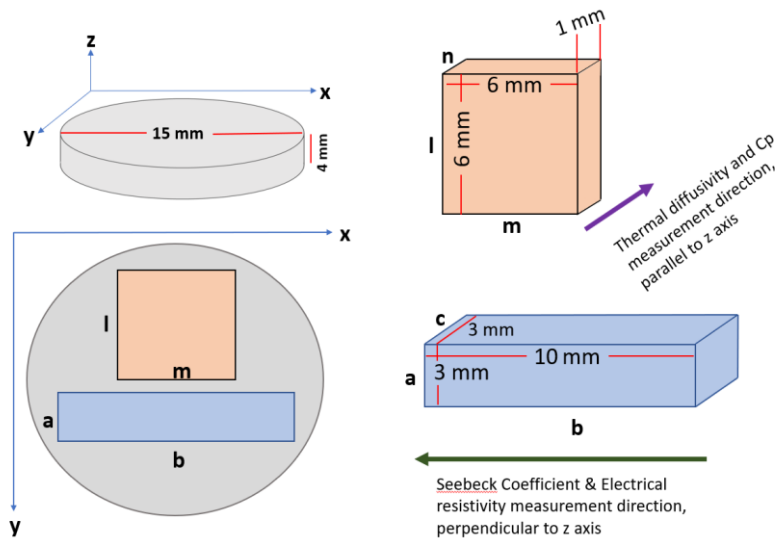 z
x
y
15 mm
4 mm
1 mm
n
6 mm
6 mm
l
m
Thermal diffusivity and Cp
measurement direction,
parallel to z axis
x
l
m
a
b
y
c
3 mm
10 mm
3 mm
a
b
Seebeck Coefficient & Electrical
resistivity measurement direction,
perpendicular to z axis